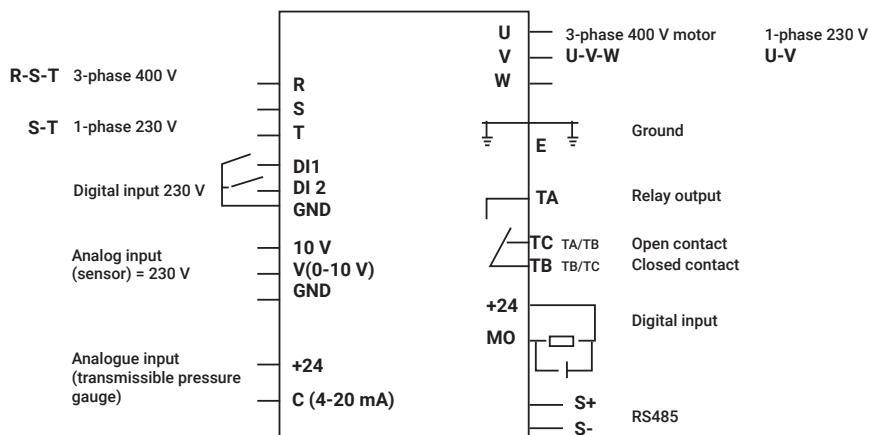 R-S-T 3-phase 400 V
S-T 1-phase 230 V
Digital input 230 V
Analog input
(sensor) = 230 V
Analogue input
(transmissible pressure
gauge)
R
S
T
DI1
DI 2
GND
10 V
V(0-10 V)
GND
+24
C (4-20 mA)
U
V
W
E
TA
TC TA/TB
TB TB/TC
+24
MO
S+
S-
3-phase 400 V motor
U-V-W
1-phase 230 V
U-V
Ground
Relay output
Open contact
Closed contact
Digital input
RS485